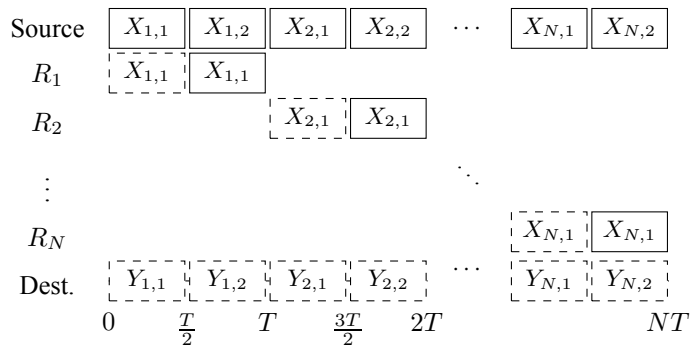 Source X_{1,1} X_{1,2} X_{2,1} X_{2,2} ⋯ X_{N,1} X_{N,2}
R_1 X_{1,1} X_{1,1}
R_2 X_{2,1} X_{2,1}
⋮ ⋱
R_N X_{N,1} X_{N,1}
Dest. Y_{1,1} Y_{1,2} Y_{2,1} Y_{2,2} ⋯ Y_{N,1} Y_{N,2}
0 \frac{T}{2} T \frac{3T}{2} 2T NT